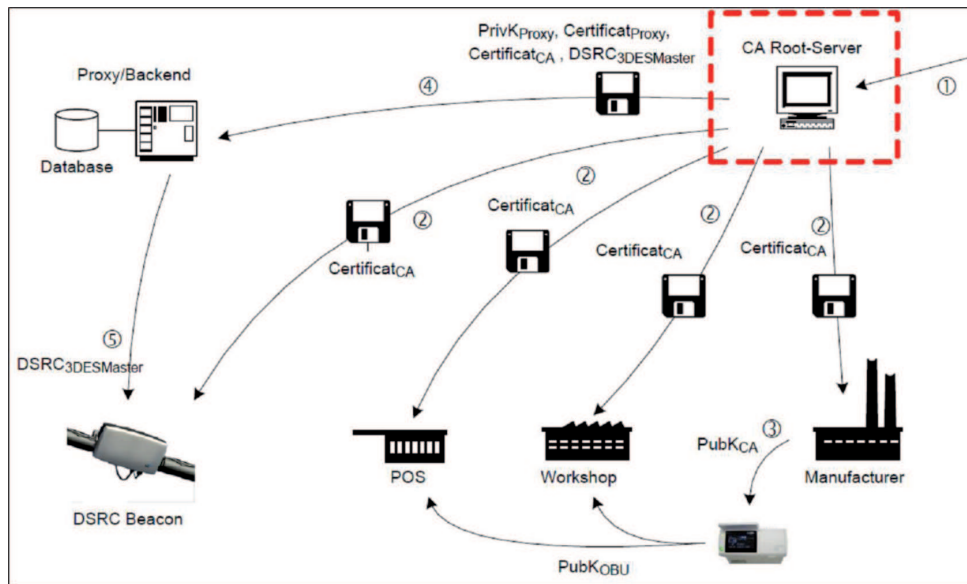 PrivKProxy, CertificatProxy,
CertificatCA , DSRC3DESMaster
CA Root-Server
①
Proxy/Backend
④
Database
②
CertificatCA
②
CertificatCA
②
CertificatCA
②
CertificatCA
⑤
DSRC3DESMaster
③
PubKCA
POS
Workshop
Manufacturer
DSRC Beacon
PubKOBU